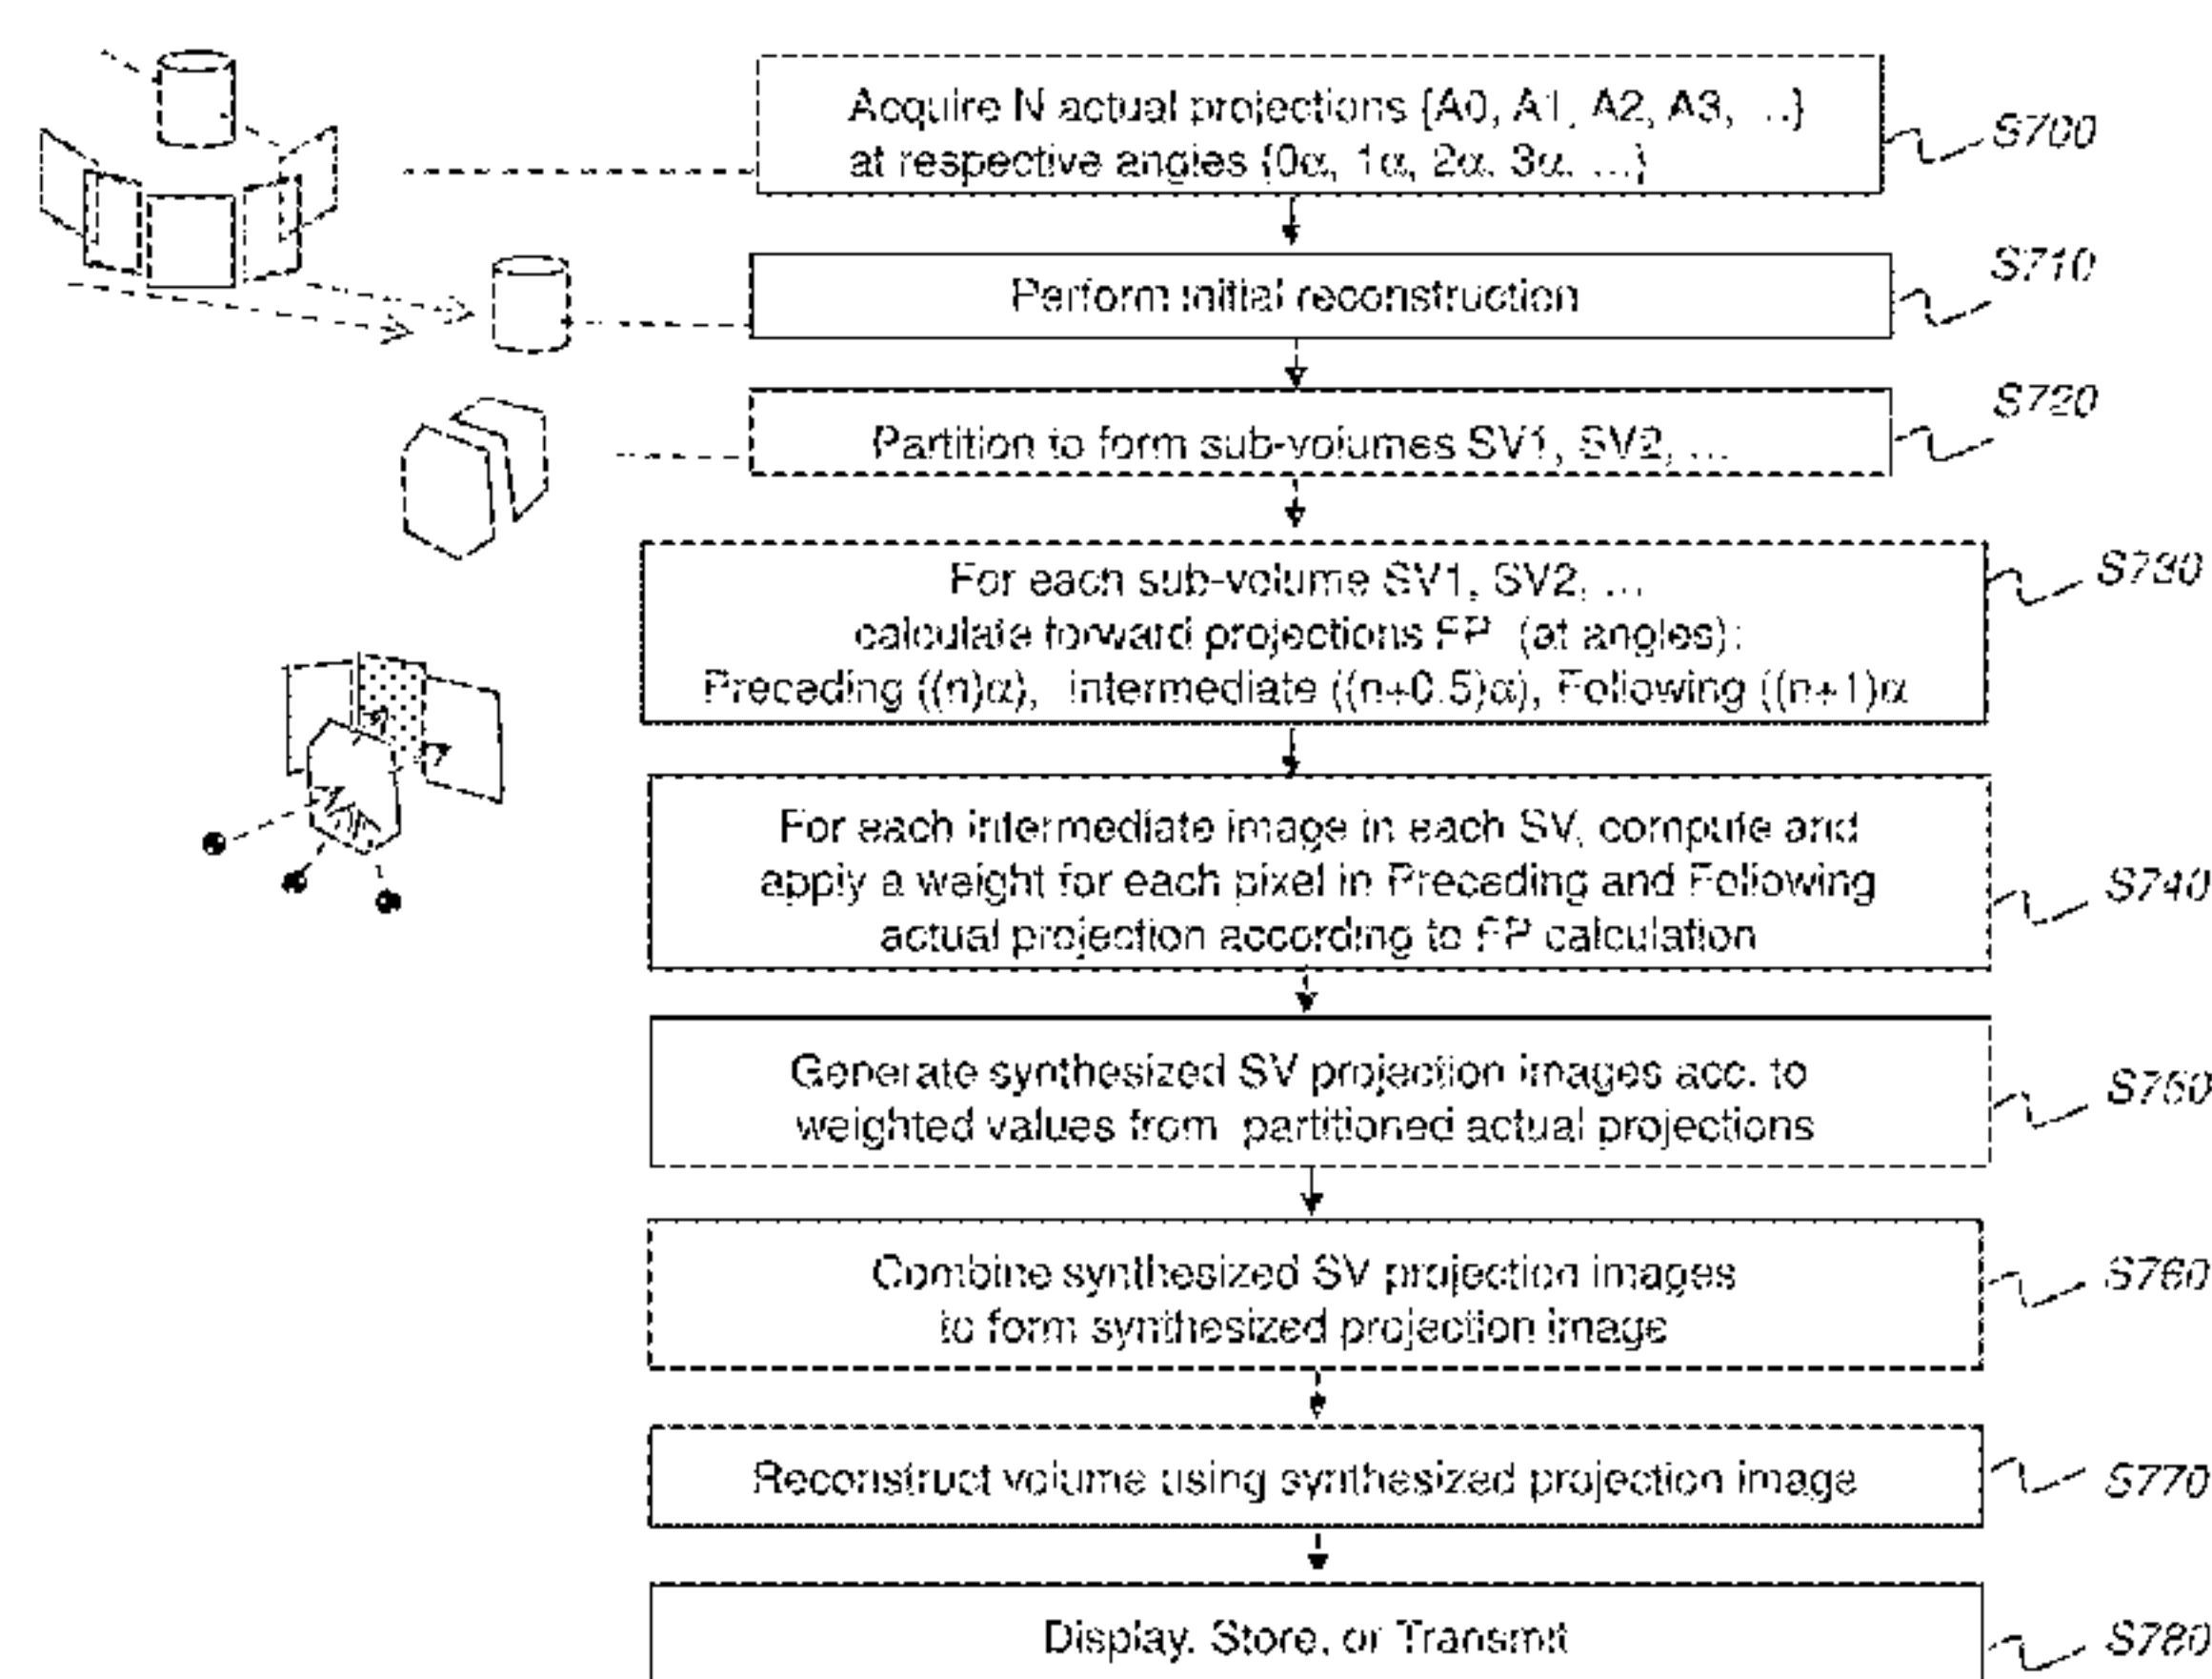 Acquire N actual projections {A0, A1, A2, A3, ...}
at respective angles {0α, 1α, 2α, 3α, ...}
S700
Perform initial reconstruction
S710
Partition to form sub-volumes SV1, SV2, ...
S720
For each sub-volume SV1, SV2, ...
calculate forward projections FP (at angles):
Preceding ((n)α), Intermediate ((n+0.5)α), Following ((n+1)α
S730
For each intermediate image in each SV, compute and
apply a weight for each pixel in Preceding and Following
actual projection according to FP calculation
S740
Generate synthesized SV projection images acc. to
weighted values from partitioned actual projections
S750
Combine synthesized SV projection images
to form synthesized projection image
S760
Reconstruct volume using synthesized projection image
S770
Display, Store, or Transmit
S780